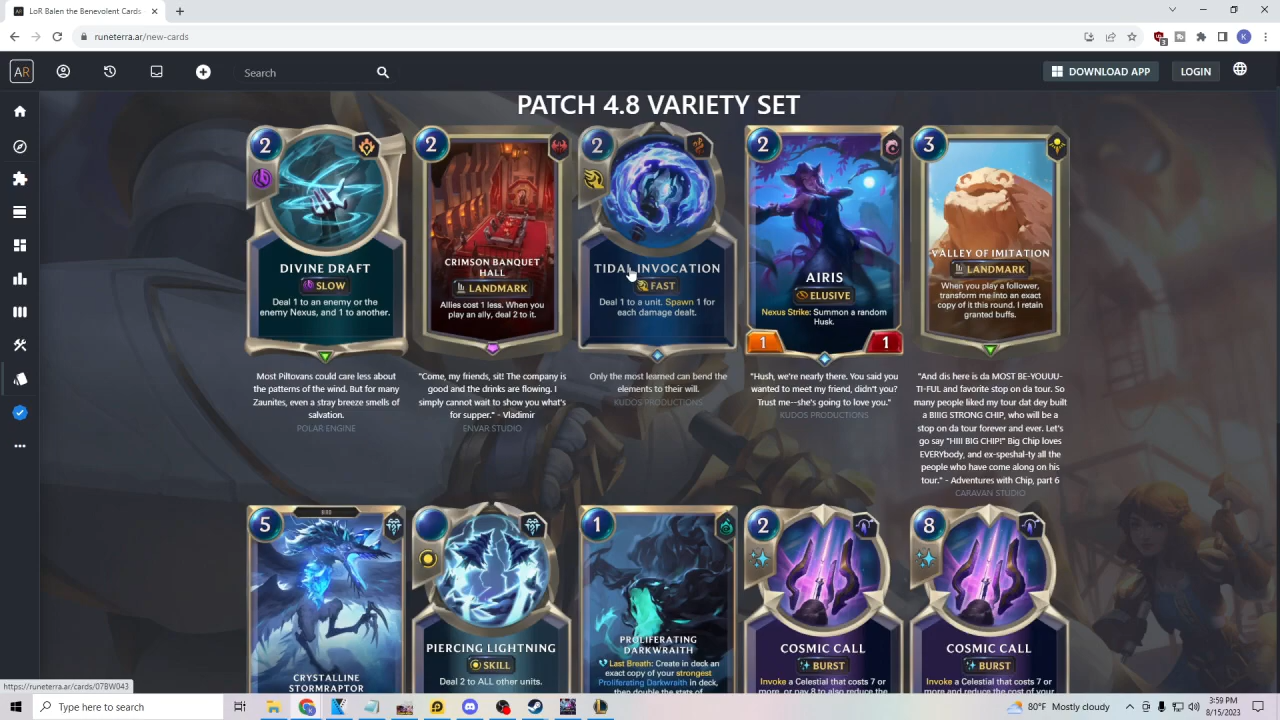 LoR Balen the Benevolent Cards -
runeterra.ar/new-cards
3
K
AR
Search
DOWNLOAD APP
LOGIN
PATCH 4.8 VARIETY SET
2
DIVINE DRAFT
SLOW
Deal 1 to an enemy or the
enemy Nexus, and 1 to another.
Most Piltovans could care less about
the patterns of the wind. But for many
Zaunites, even a stray breeze smells of
salvation.
POLAR ENGINE
2
CRIMSON BANQUET
HALL
LANDMARK
Allies cost 1 less. When you
play an ally, deal 2 to it.
"Come, my friends, sit! The company is
good and the drinks are flowing. I
simply cannot wait to show you what's
for supper." - Vladimir
ENVAR STUDIO
2
TIDAL INVOCATION
FAST
Deal 1 to a unit. Spawn 1 for
each damage dealt.
Only the most learned can bend the
elements to their will.
KUDOS PRODUCTIONS
2
AIRIS
ELUSIVE
Nexus Strike: Summon a random
Husk.
1
1
"Hush, we're nearly there. You said you
wanted to meet my friend, didn't you?
Trust me--she's going to love you."
KUDOS PRODUCTIONS
3
VALLEY OF IMITATION
LANDMARK
When you play a follower,
transform me into an exact
copy of it this round. I retain
granted buffs.
"And dis here is da MOST BE-YOUUU-
TI-FUL and favorite stop on da tour. So
many people liked my tour dat dey built
a BIIIG STRONG CHIP, who will be a
stop on da tour forever and ever. Let's
go say "HIII BIG CHIP!" Big Chip loves
EVERYbody, and ex-speshal-ty all the
people who have come along on his
tour." - Adventures with Chip, part 6
CARAVAN STUDIO
5
CRYSTALLINE
STORMRAPTOR
PIERCING LIGHTNING
SKILL
Deal 2 to ALL other units.
1
PROLIFERATING
DARKWRAITH
Last Breath: Create in deck an
exact copy of your strongest
Proliferating Darkwraith in deck,
then double the stats of
2
COSMIC CALL
BURST
Invoke a Celestial that costs 7 or
more, or pay 8 to also reduce the
8
COSMIC CALL
BURST
Invoke a Celestial that costs 7 or
more and reduce the cost of your
https://runeterra.ar/cards/07BW043
Type here to search
80°F Mostly cloudy
3:59 PM
8/15/2023